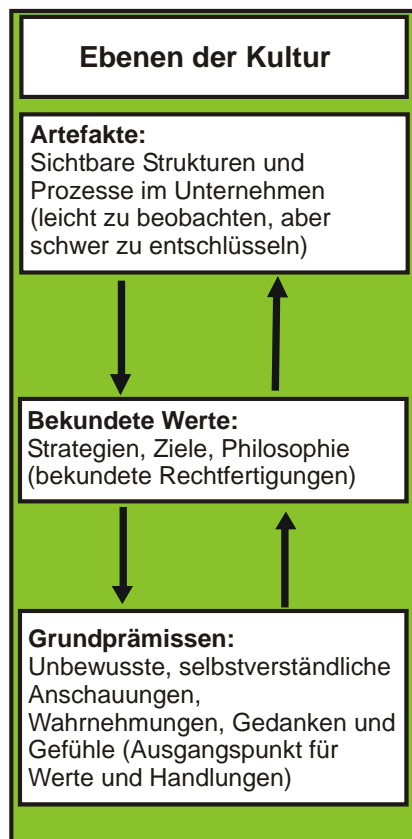 Ebenen der Kultur
Artefakte:
Sichtbare Strukturen und
Prozesse im Unternehmen
(leicht zu beobachten, aber
schwer zu entschlüsseln)
Bekundete Werte:
Strategien, Ziele, Philosophie
(bekundete Rechtfertigungen)
Grundprämissen:
Unbewusste, selbstverständliche
Anschauungen,
Wahrnehmungen, Gedanken und
Gefühle (Ausgangspunkt für
Werte und Handlungen)